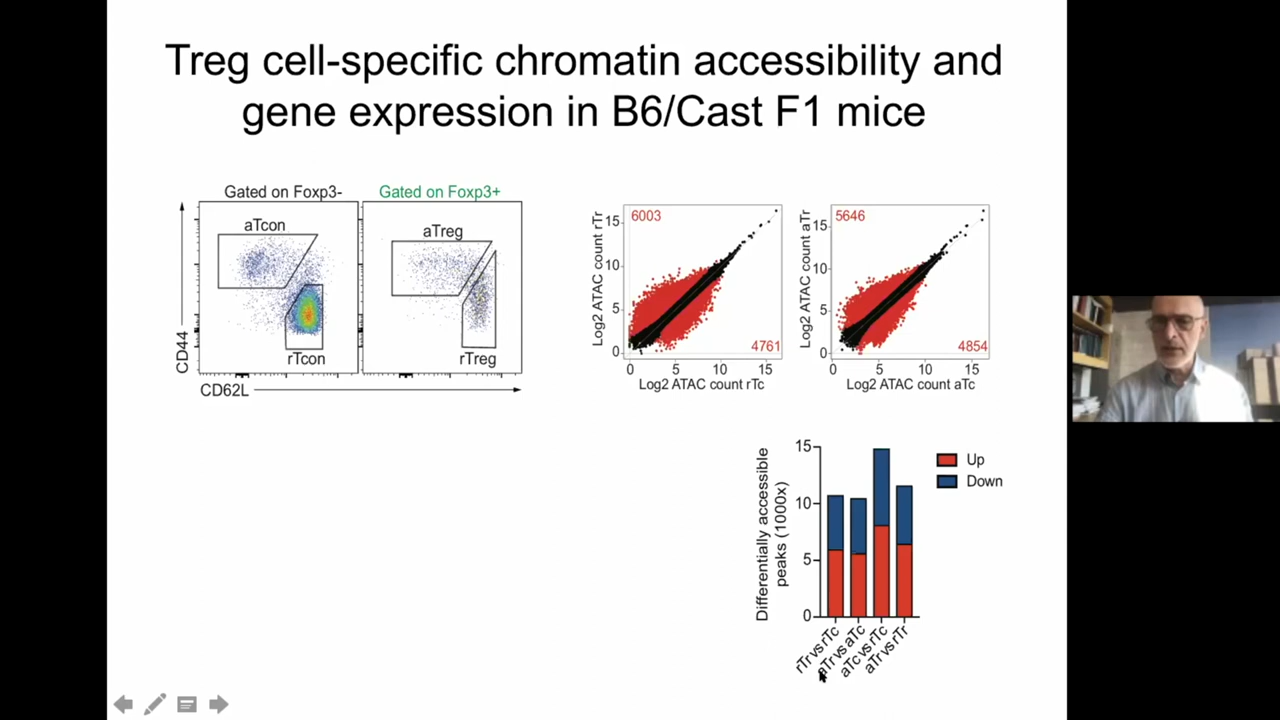 Treg cell-specific chromatin accessibility and
gene expression in B6/Cast F1 mice
Gated on Foxp3-
Gated on Foxp3+
aTcon
rTcon
aTreg
rTreg
CD44
CD62L
6003
4761
Log2 ATAC count rTr
15
10
5
0
0 5 10 15
Log2 ATAC count rTc
5646
4854
Log2 ATAC count aTr
15
10
5
0
0 5 10 15
Log2 ATAC count aTc
Differentially accessible
peaks (1000x)
15
10
5
0
Up
Down
rTr vs rTc
aTr vs aTc
aTc vs rTc
aTr vs rTr